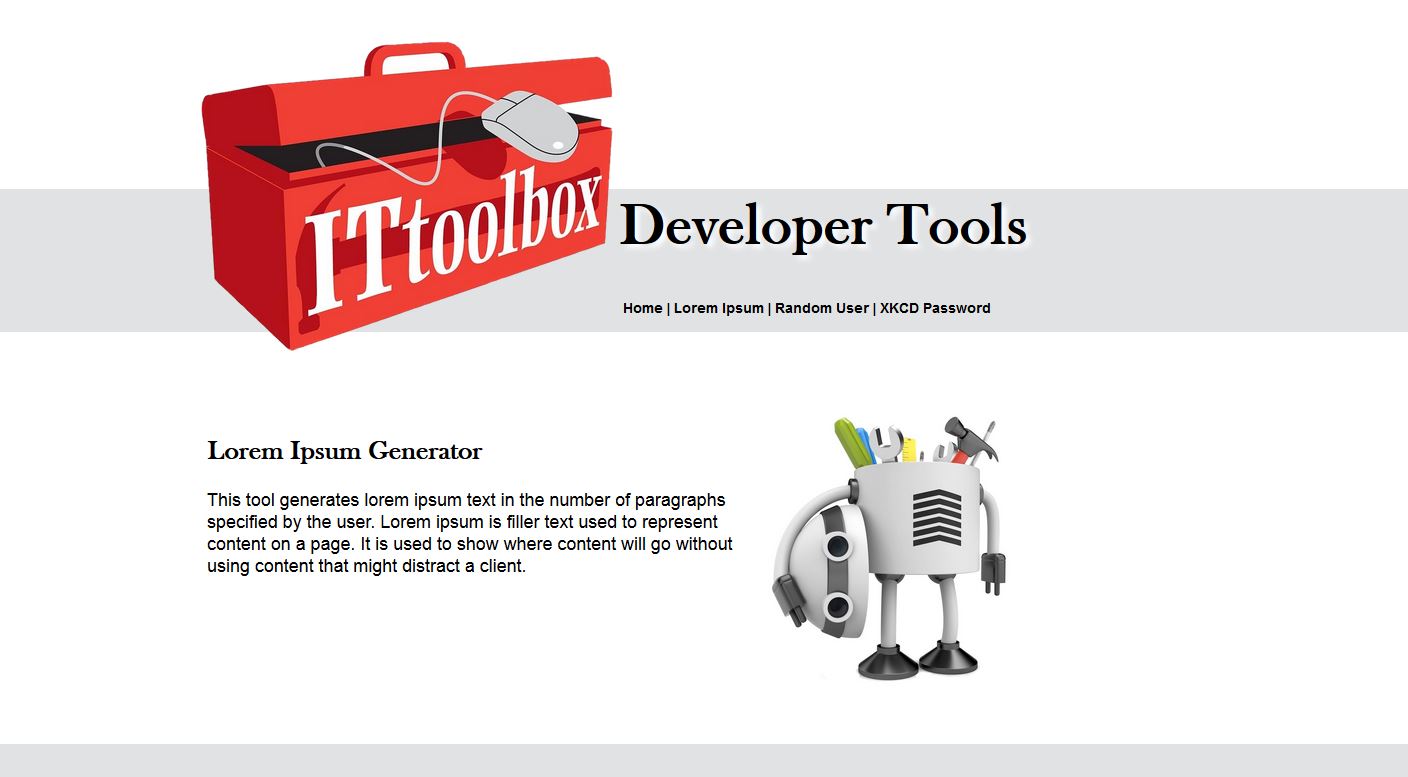 ITtoolbox
Developer Tools
Home | Lorem Ipsum | Random User | XKCD Password
Lorem Ipsum Generator
This tool generates lorem ipsum text in the number of paragraphs
specified by the user. Lorem ipsum is filler text used to represent
content on a page. It is used to show where content will go without
using content that might distract a client.